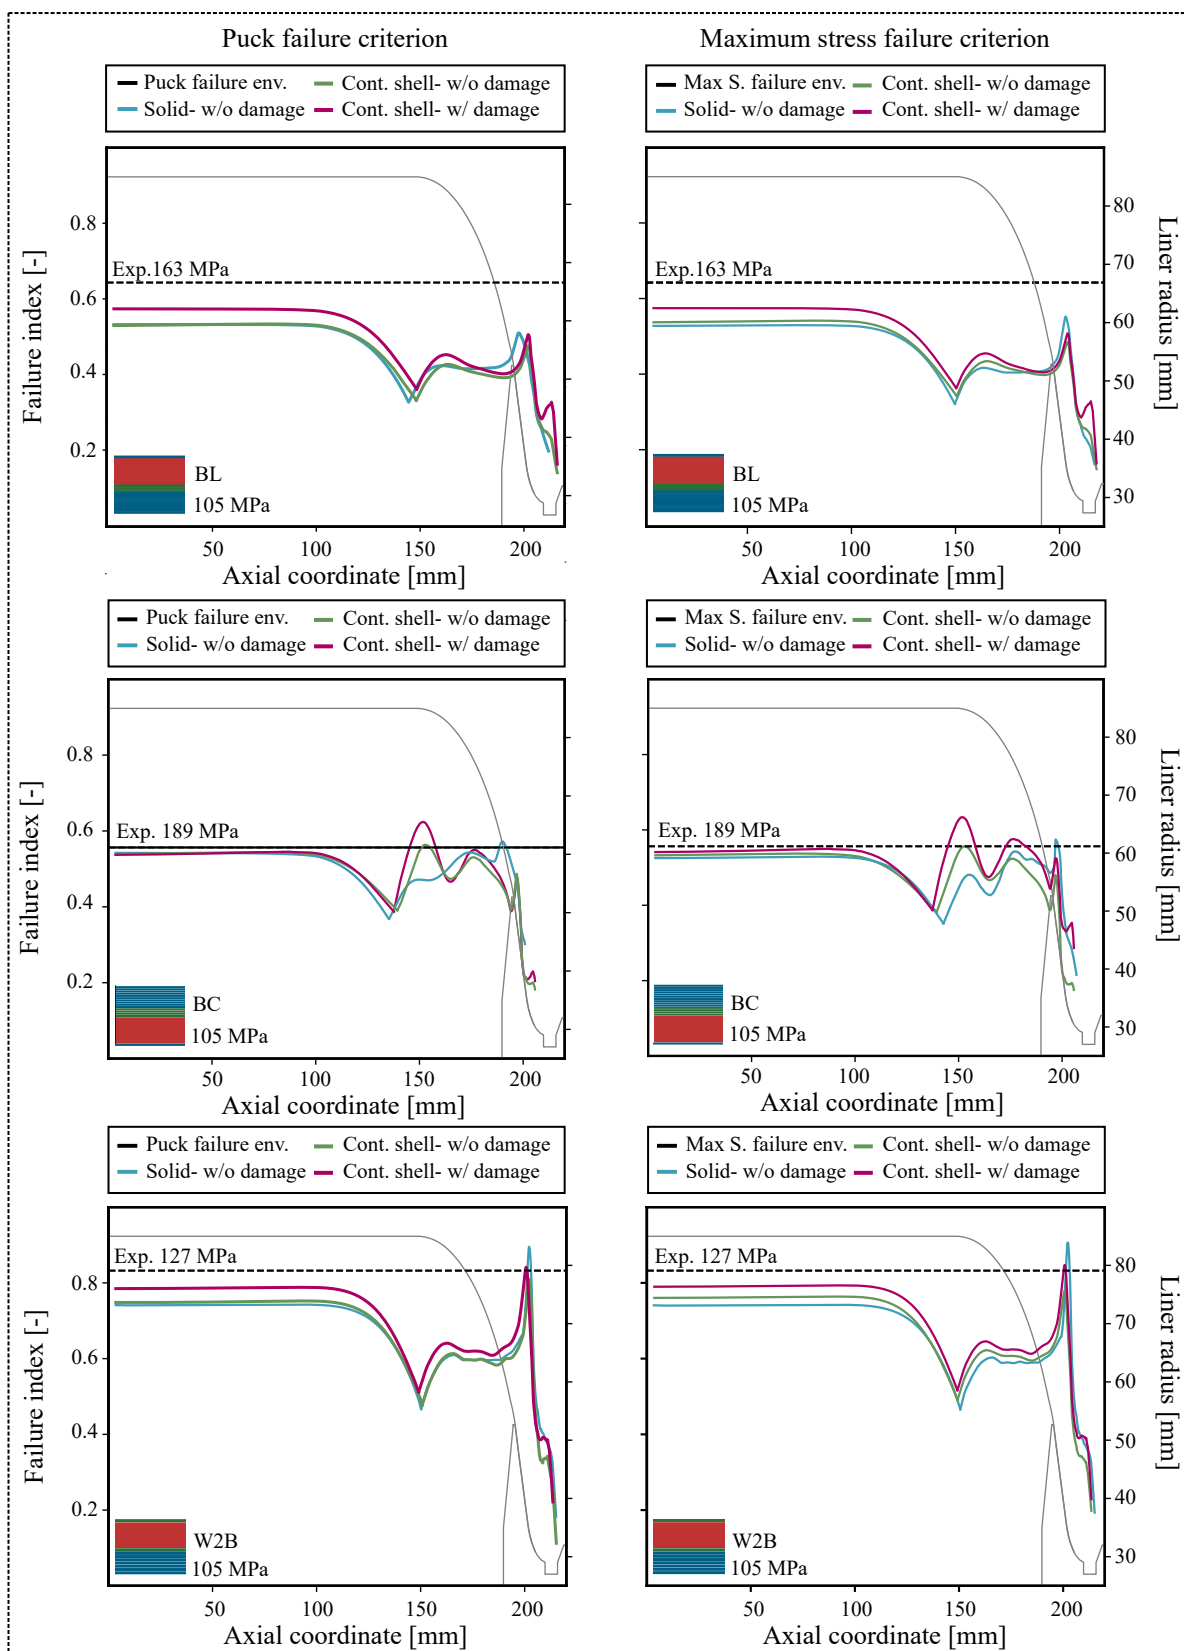 Puck failure criterion
Maximum stress failure criterion
Puck failure env.
Cont. shell- w/o damage
Solid- w/o damage
Cont. shell- w/ damage
Max S. failure env.
Cont. shell- w/o damage
Solid- w/o damage
Cont. shell- w/ damage
Failure index [-]
0.8
0.6
0.4
0.2
Exp.163 MPa
BL
105 MPa
50 100 150 200
Axial coordinate [mm]
Exp.163 MPa
BL
105 MPa
50 100 150 200
Axial coordinate [mm]
80
70
60
50
40
30
Liner radius [mm]
Puck failure env.
Cont. shell- w/o damage
Solid- w/o damage
Cont. shell- w/ damage
Max S. failure env.
Cont. shell- w/o damage
Solid- w/o damage
Cont. shell- w/ damage
Failure index [-]
0.8
0.6
0.4
0.2
Exp. 189 MPa
BC
105 MPa
50 100 150 200
Axial coordinate [mm]
Exp. 189 MPa
BC
105 MPa
50 100 150 200
Axial coordinate [mm]
80
70
60
50
40
30
Liner radius [mm]
Puck failure env.
Cont. shell- w/o damage
Solid- w/o damage
Cont. shell- w/ damage
Max S. failure env.
Cont. shell- w/o damage
Solid- w/o damage
Cont. shell- w/ damage
Failure index [-]
0.8
0.6
0.4
0.2
Exp. 127 MPa
W2B
105 MPa
50 100 150 200
Axial coordinate [mm]
Exp. 127 MPa
W2B
105 MPa
50 100 150 200
Axial coordinate [mm]
80
70
60
50
40
30
Liner radius [mm]